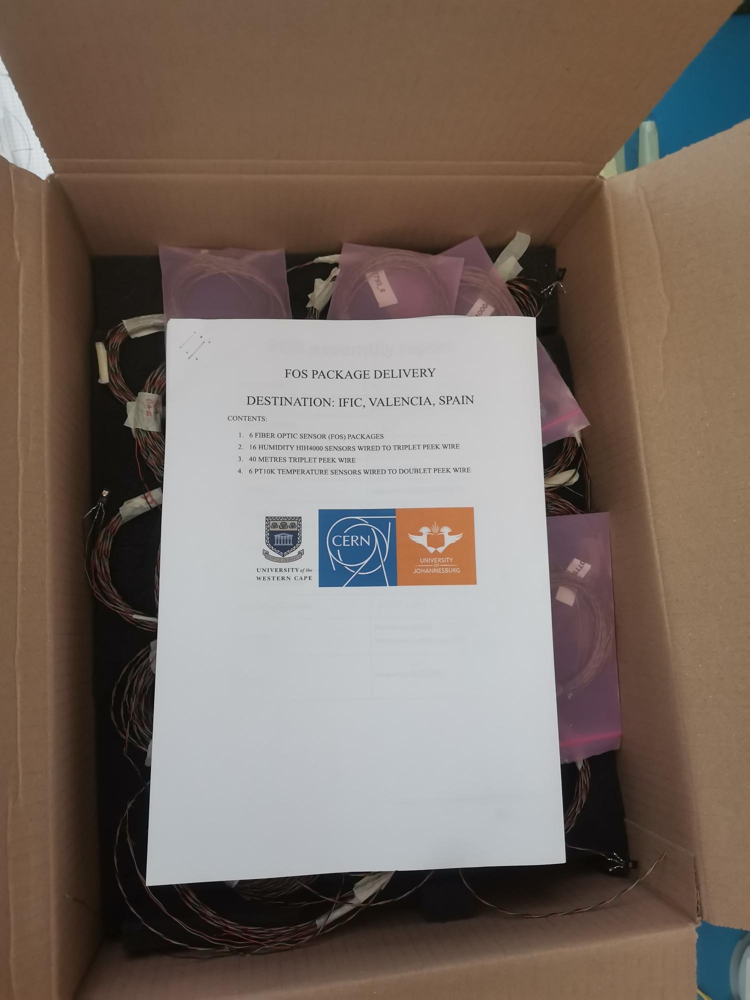 793_8
1000
FOS PACKAGE DELIVERY
DESTINATION: IFIC, VALENCIA, SPAIN
CONTENTS:
1. 6 FIBER OPTIC SENSOR (FOS) PACKAGES
2. 16 HUMIDITY HIH4000 SENSORS WIRED TO TRIPLET PEEK WIRE
3. 40 METRES TRIPLET PEEK WIRE
4. 6 PT10K TEMPERATURE SENSORS WIRED TO DOUBLET PEEK WIRE
RESPICE PROSPICE
UNIVERSITY of the
WESTERN CAPE
CERN
UNIVERSITY
OF
JOHANNESBURG